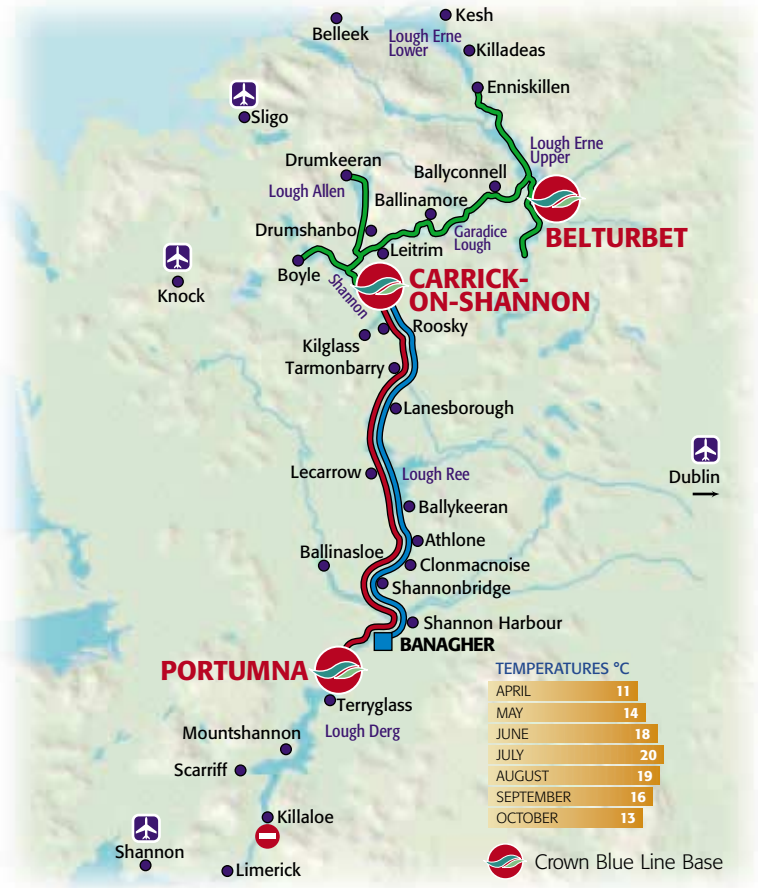 Kesh
Belleek
Lough Erne
Lower
Killadeas
Enniskillen
Sligo
Lough Erne
Upper
Drumkeeran
Ballyconnell
Lough Allen
Ballinamore
Drumshanbo
Garadice
Lough
BELTURBET
Leitrim
Boyle
Knock
Shannon
CARRICK-
ON-SHANNON
Roosky
Kilglass
Tarmonbarry
Lanesborough
Lecarrow
Lough Ree
Dublin
Ballykeeran
Athlone
Ballinasloe
Clonmacnoise
Shannonbridge
Shannon Harbour
BANAGHER
PORTUMNA
Terryglass
Lough Derg
Mountshannon
Scarriff
Killaloe
Shannon
Limerick
TEMPERATURES °C
APRIL 11
MAY 14
JUNE 18
JULY 20
AUGUST 19
SEPTEMBER 16
OCTOBER 13
Crown Blue Line Base